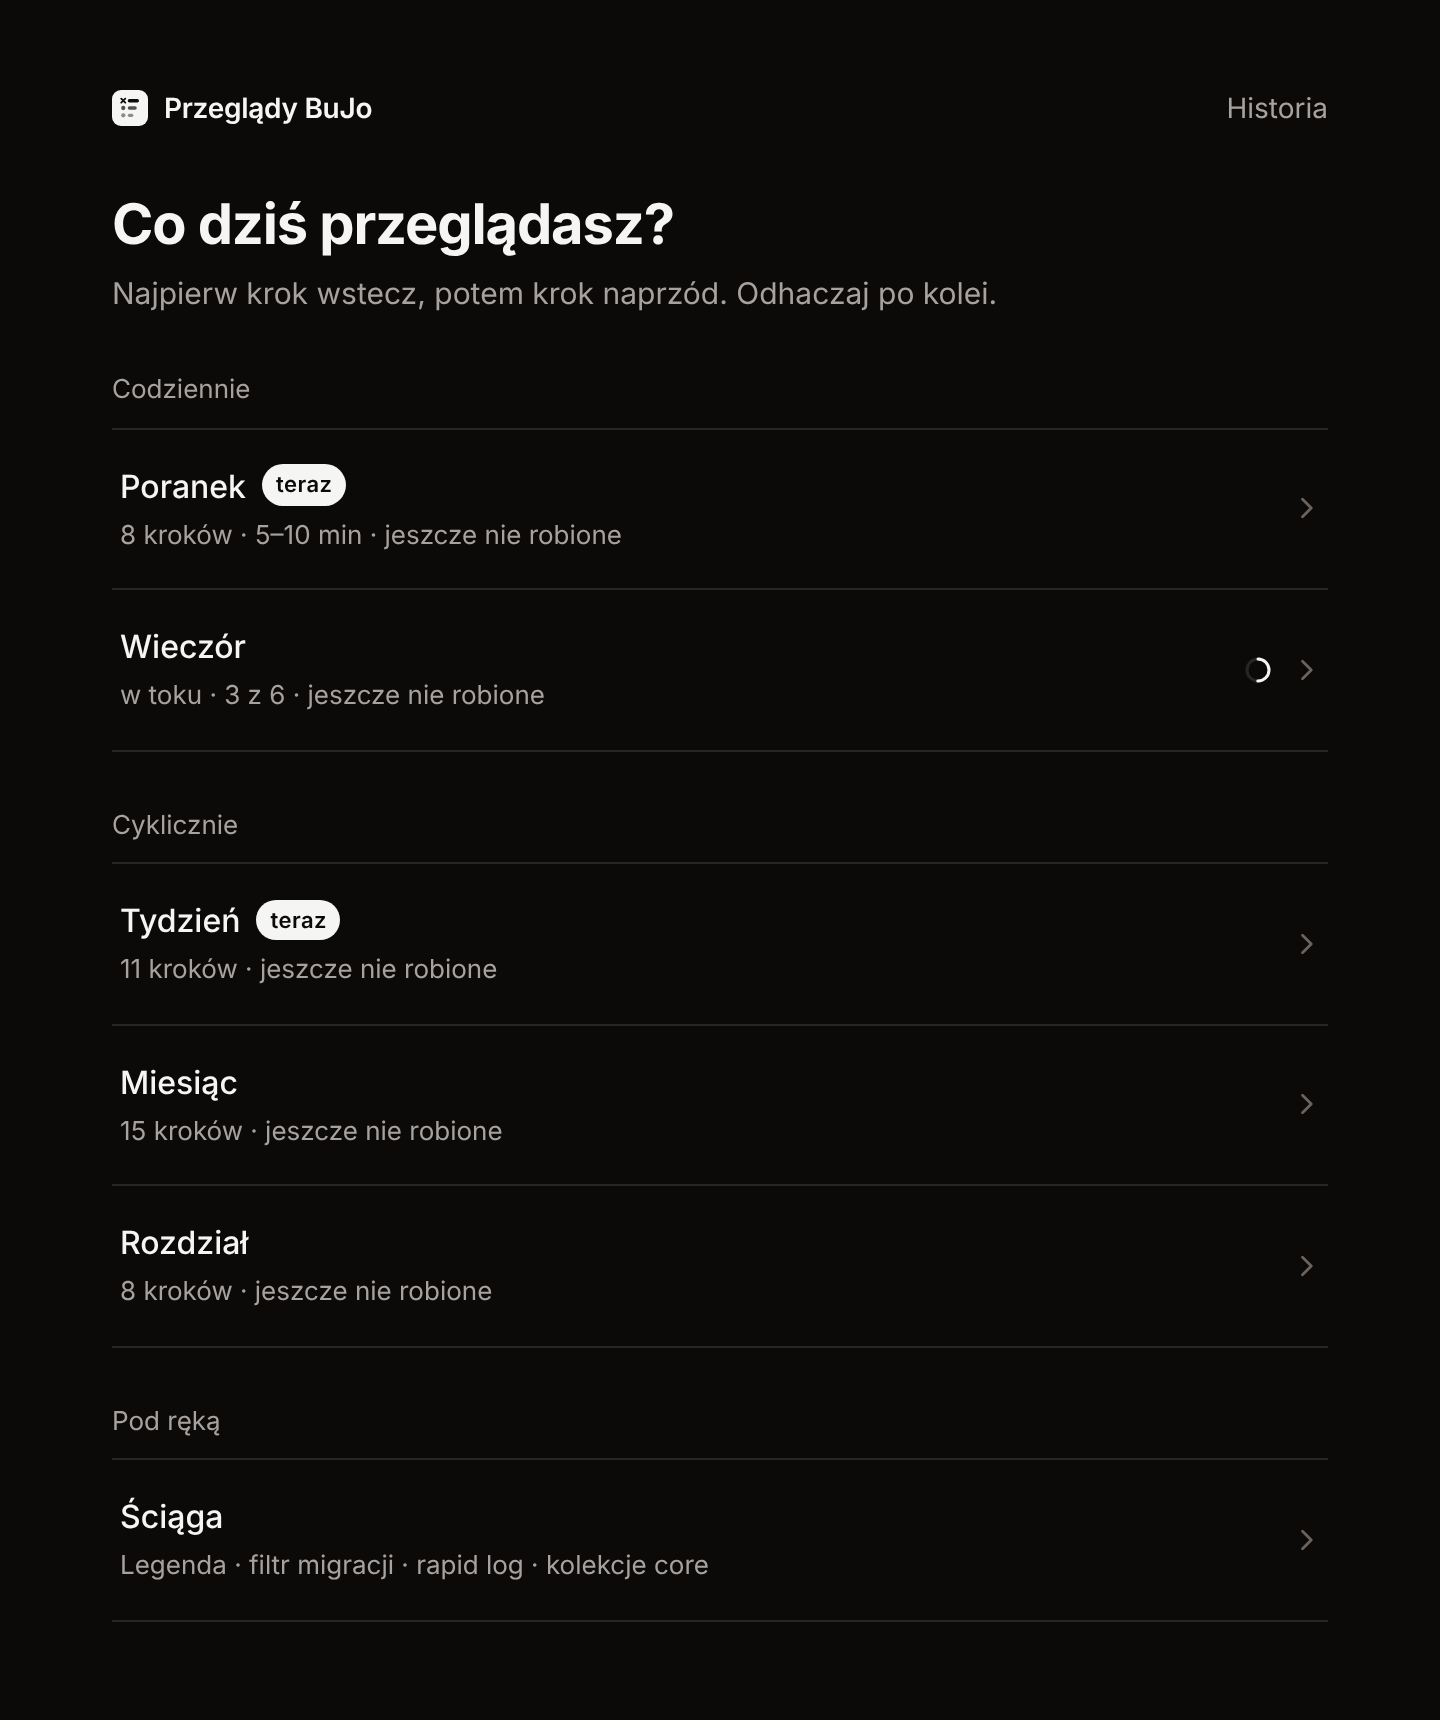 Przeglądy BuJo
Historia
Co dziś przeglądasz?
Najpierw krok wstecz, potem krok naprzód. Odhaczaj po kolei.
Codziennie
Poranek teraz
8 kroków · 5–10 min · jeszcze nie robione
Wieczór
w toku · 3 z 6 · jeszcze nie robione
Cyklicznie
Tydzień teraz
11 kroków · jeszcze nie robione
Miesiąc
15 kroków · jeszcze nie robione
Rozdział
8 kroków · jeszcze nie robione
Pod ręką
Ściąga
Legenda · filtr migracji · rapid log · kolekcje core